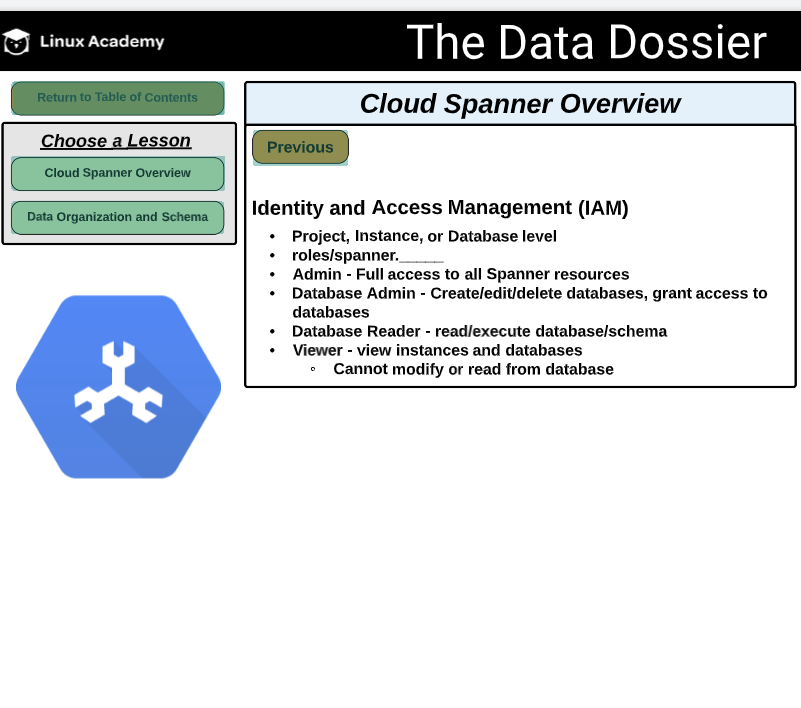 Linux Academy
The Data Dossier
Return to Table of Contents
Choose a Lesson
Cloud Spanner Overview
Data Organization and Schema
Cloud Spanner Overview
Previous
Identity and Access Management (IAM)
• Project, Instance, or Database level
• roles/spanner._____
• Admin - Full access to all Spanner resources
• Database Admin - Create/edit/delete databases, grant access to
databases
• Database Reader - read/execute database/schema
• Viewer - view instances and databases
◦ Cannot modify or read from database